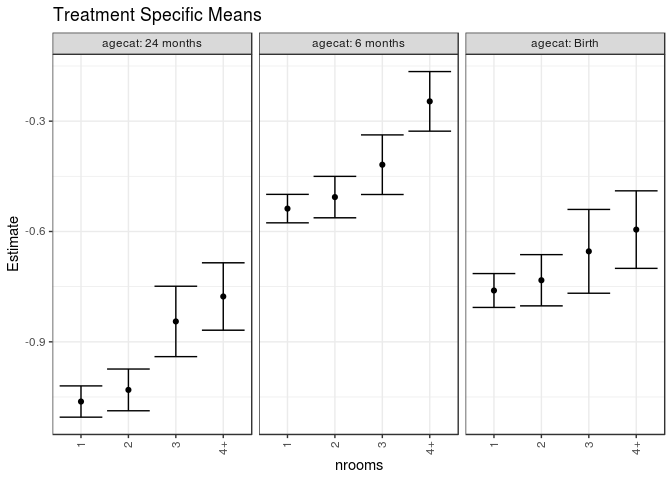 Treatment Specific Means
agecat: 24 months
agecat: 6 months
agecat: Birth
Estimate
-0.3
-0.6
-0.9
1 2 3 4+
1 2 3 4+
1 2 3 4+
nrooms